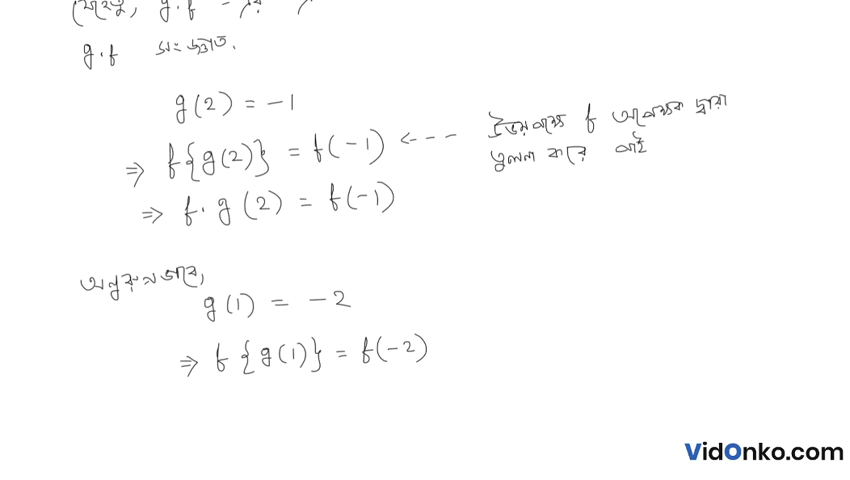 g.f
g.f সংজ্ঞাত.
g(2) = -1
⇒ f{g(2)} = f(-1) <--- উভয়পক্ষে f অপেক্ষক দ্বারা
করে পাই
⇒ f. g (2) = f(-1)
অনুরূপভাবে,
g(1) = -2
⇒ f {g(1)} = f(-2)
VidOnko.com